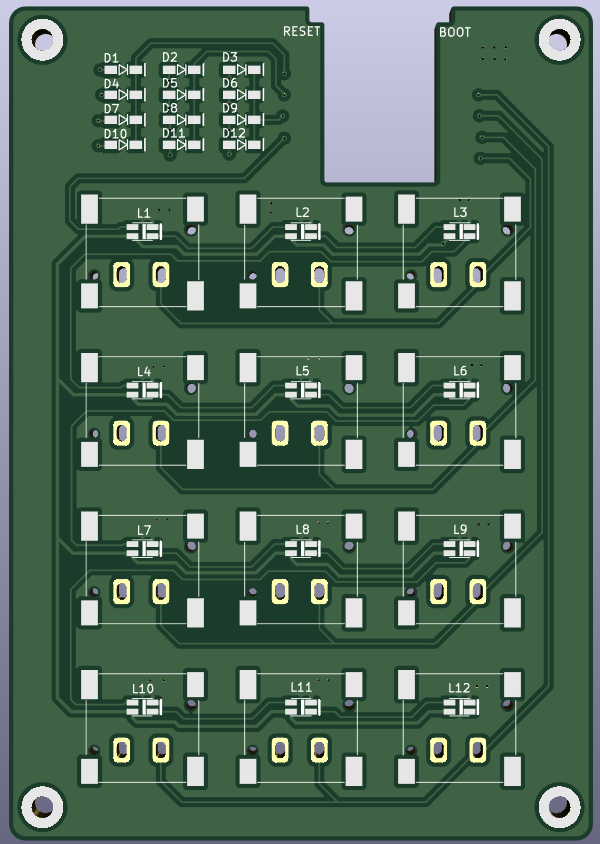 RESET BOOT
D1 D2 D3
D4 D5 D6
D7 D8 D9
D10 D11 D12
L1 L2 L3
L4 L5 L6
L7 L8 L9
L10 L11 L12